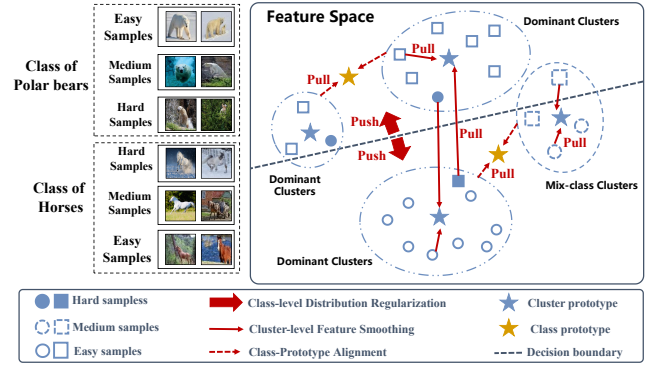 Class of
Polar bears
Easy
Samples
Medium
Samples
Hard
Samples
Class of
Horses
Hard
Samples
Medium
Samples
Easy
Samples
Feature Space
Dominant Clusters
Pull
Pull
Push
Push
Pull
Pull
Pull
Dominant
Clusters
Mix-class Clusters
Dominant Clusters
Hard sampless
Medium samples
Easy samples
Class-level Distribution Regularization
Cluster-level Feature Smoothing
Class-Prototype Alignment
Cluster prototype
Class prototype
Decision boundary